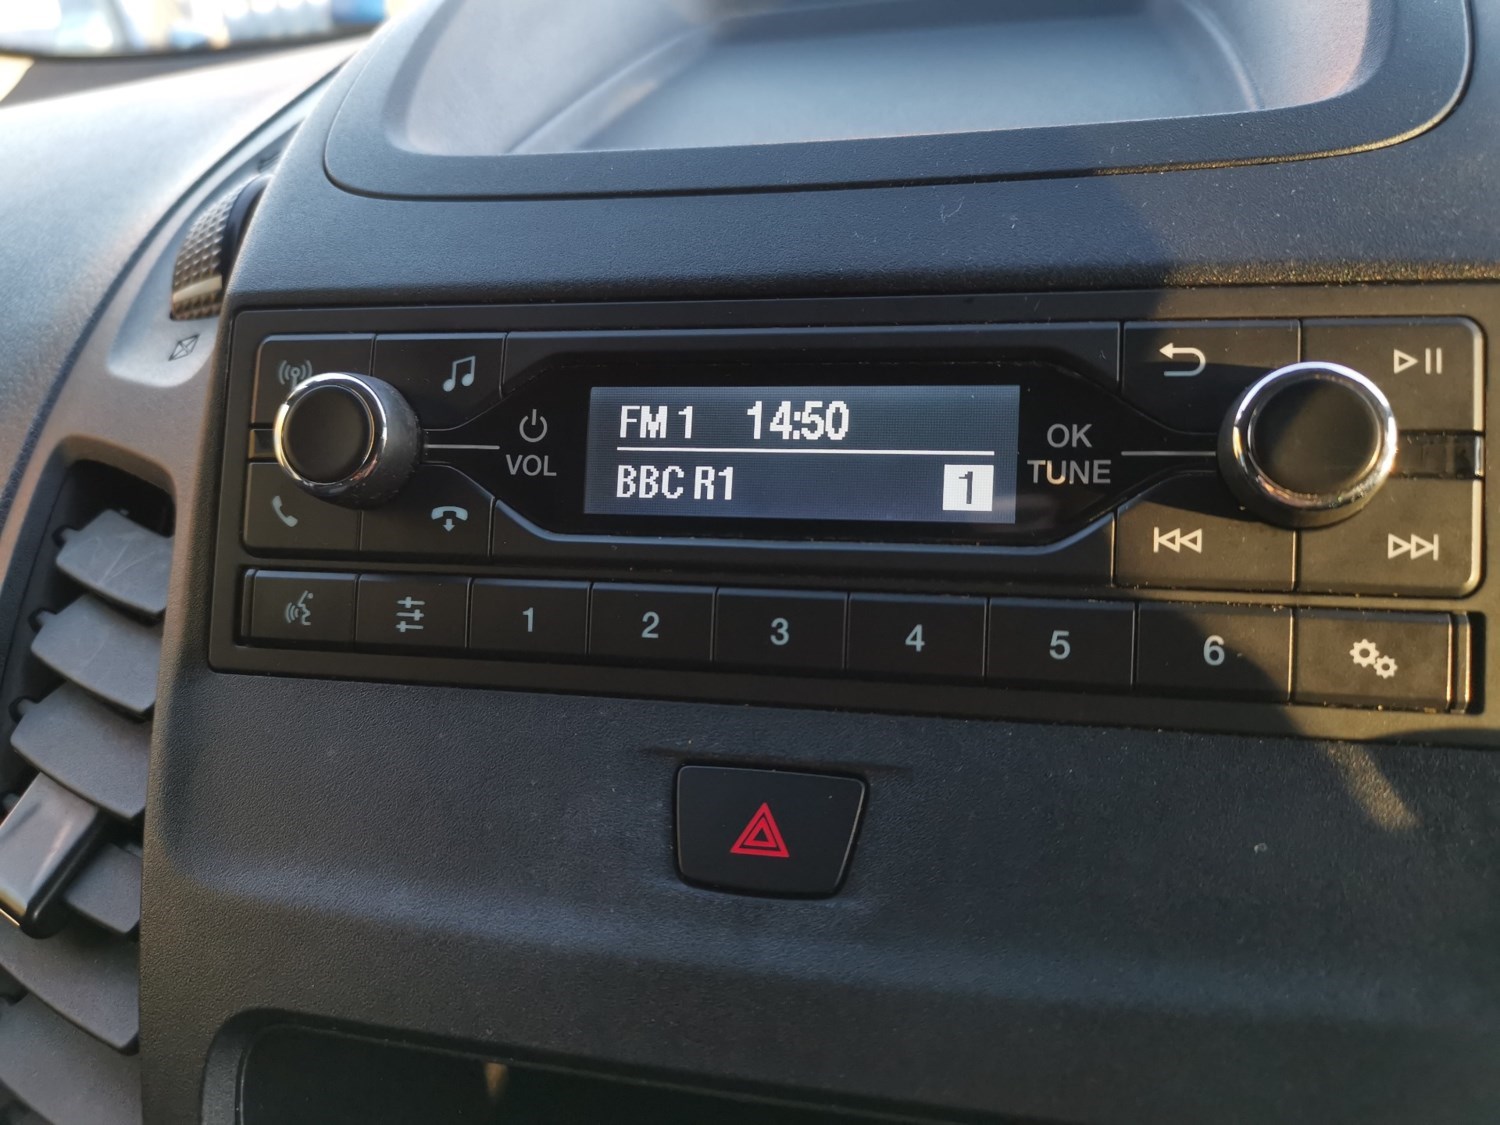 FM 1 14:50
BBC R1 1
VOL
OK
TUNE
1 2 3 4 5 6